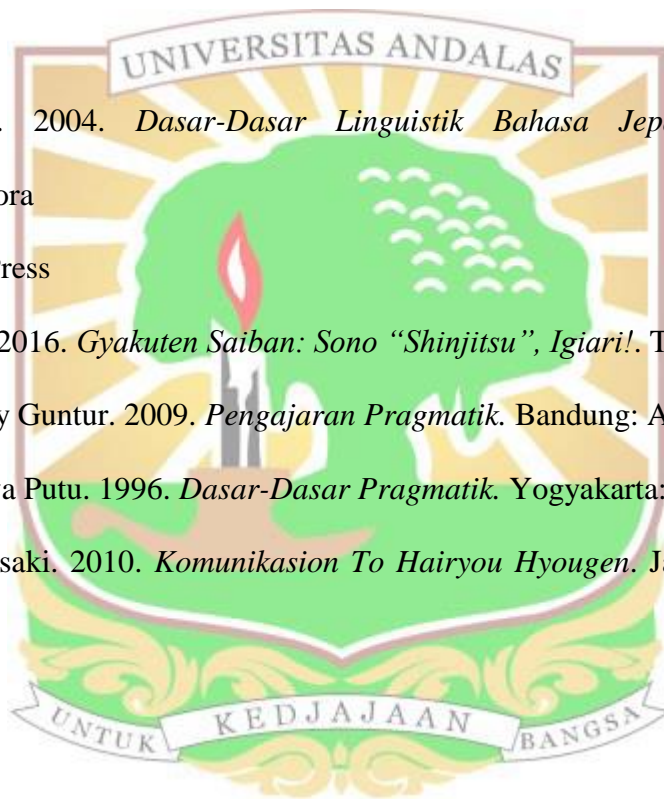 UNIVERSITAS ANDALAS
. 2004. Dasar-Dasar Linguistik Bahasa
ora
ress
2016. Gyakuten Saiban: Sono “Shinjitsu”, Igiari!. T
y Guntur. 2009. Pengajaran Pragmatik. Bandung: A
a Putu. 1996. Dasar-Dasar Pragmatik. Yogyakarta:
saki. 2010. Komunikasion To Hairyou Hyougen. J
UNTUK KEDJAJAAN BANGSA